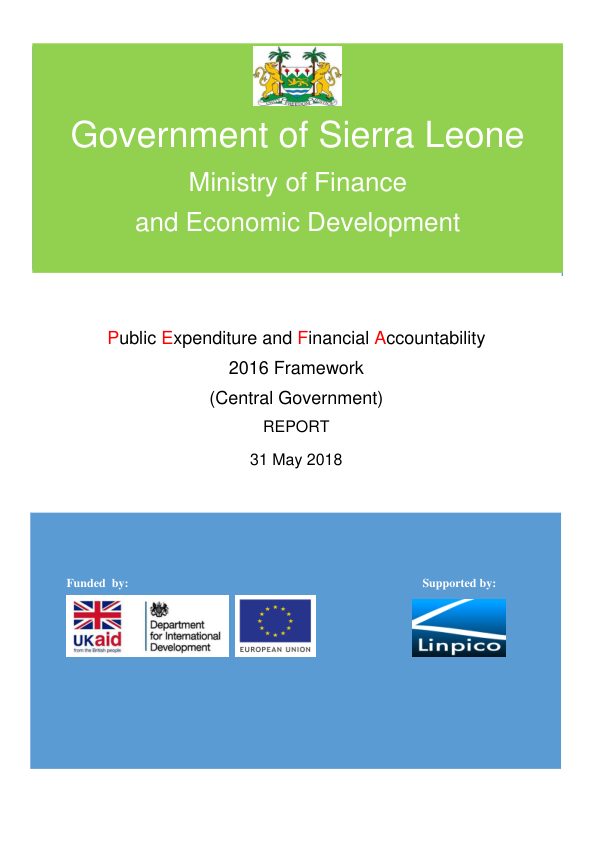 Government of Sierra Leone
Ministry of Finance
and Economic Development
Public Expenditure and Financial Accountability
2016 Framework
(Central Government)
REPORT
31 May 2018
Funded by:
Supported by:
UKaid
from the British people
Department
for International
Development
EUROPEAN UNION
Linpico